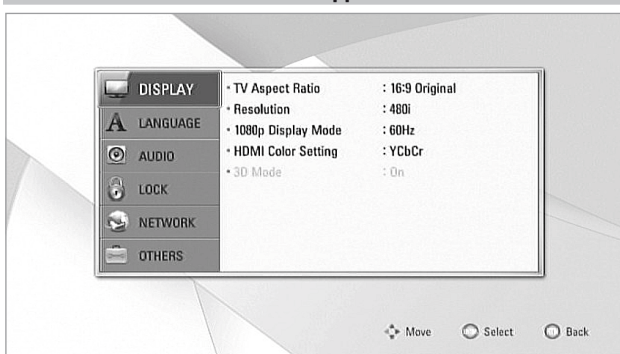 DISPLAY
LANGUAGE
AUDIO
LOCK
NETWORK
OTHERS
• TV Aspect Ratio : 16:9 Original
• Resolution : 480i
• 1080p Display Mode : 60Hz
• HDMI Color Setting : YCbCr
• 3D Mode : On
Move Select Back